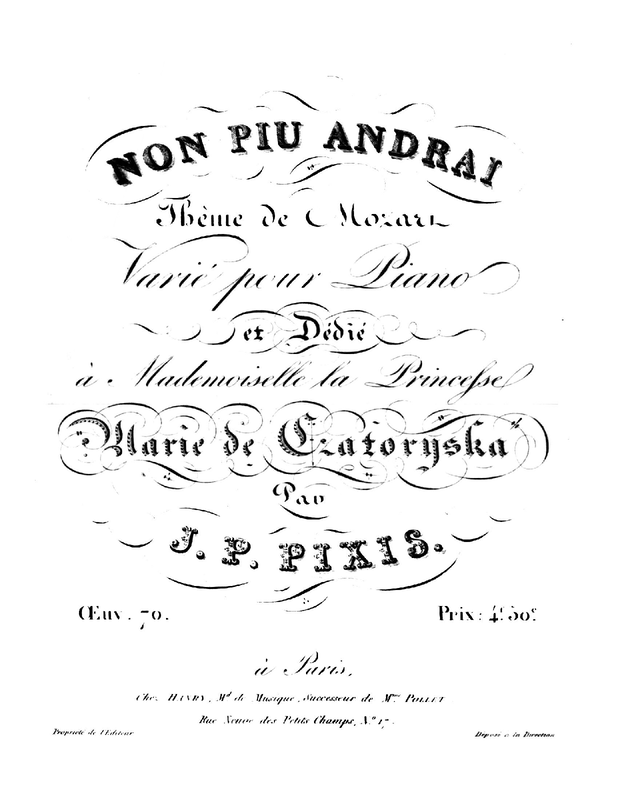 NON PIU ANDRAI
Thême de Mozart
Varié pour Piano
et Dédié
à Mademoiselle la Princesse
Marie de Czatoryska
Par
J. P. PIXIS.
Œuv. 70.
Prix: 4f 50c
à Paris,
Chez HANRY, Md de Musique, Successeur de Mme POLLET
Rue Neuve des Petits Champs, No 17.
Propriété de l'Editeur
Déposé à la Direction